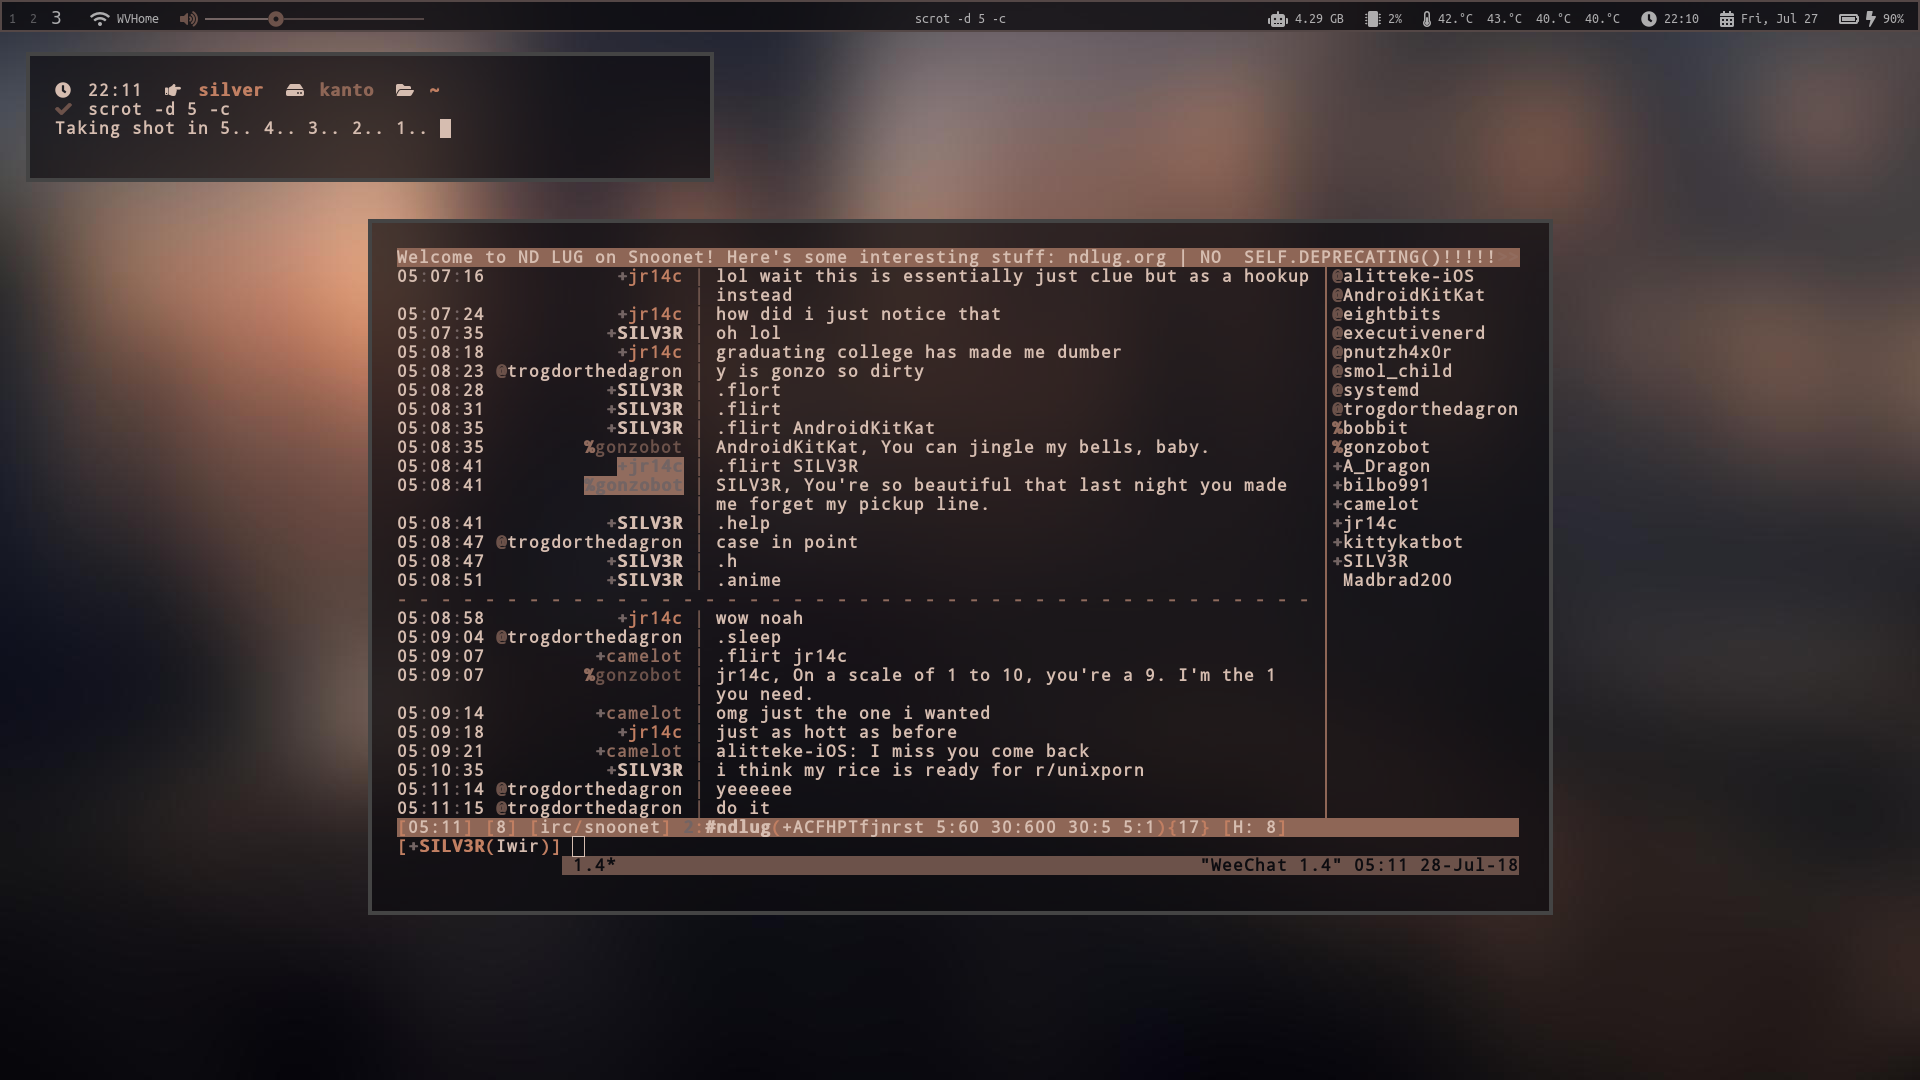 1 2 3 WVHome scrot -d 5 -c 4.29 GB 2% 42.°C 43.°C 40.°C 40.°C 22:10 Fri, Jul 27 90%
22:11 silver kanto ~
scrot -d 5 -c
Taking shot in 5.. 4.. 3.. 2.. 1..
Welcome to ND LUG on Snoonet! Here's some interesting stuff: ndlug.org | NO  SELF.DEPRECATING()!!!!!
05:07:16 +jr14c | lol wait this is essentially just clue but as a hookup
| instead
05:07:24 +jr14c | how did i just notice that
05:07:35 +SILV3R | oh lol
05:08:18 +jr14c | graduating college has made me dumber
05:08:23 @trogdorthedagron | y is gonzo so dirty
05:08:28 +SILV3R | .flort
05:08:31 +SILV3R | .flirt
05:08:35 +SILV3R | .flirt AndroidKitKat
05:08:35 %gonzobot | AndroidKitKat, You can jingle my bells, baby.
05:08:41 +jr14c | .flirt SILV3R
05:08:41 %gonzobot | SILV3R, You're so beautiful that last night you made
| me forget my pickup line.
05:08:41 +SILV3R | .help
05:08:47 @trogdorthedagron | case in point
05:08:47 +SILV3R | .h
05:08:51 +SILV3R | .anime
- - - - - - - - - - - - - - - - - - - - - - - - - - - - - - - - - - - - - - - - - -
05:08:58 +jr14c | wow noah
05:09:04 @trogdorthedagron | .sleep
05:09:07 +camelot | .flirt jr14c
05:09:07 %gonzobot | jr14c, On a scale of 1 to 10, you're a 9. I'm the 1
| you need.
05:09:14 +camelot | omg just the one i wanted
05:09:18 +jr14c | just as hott as before
05:09:21 +camelot | alitteke-iOS: I miss you come back
05:10:35 +SILV3R | i think my rice is ready for r/unixporn
05:11:14 @trogdorthedagron | yeeeeee
05:11:15 @trogdorthedagron | do it
@alitteke-iOS
@AndroidKitKat
@eightbits
@executivenerd
@pnutzh4x0r
@smol_child
@systemd
@trogdorthedagron
%bobbit
%gonzobot
+A_Dragon
+bilbo991
+camelot
+jr14c
+kittykatbot
+SILV3R
Madbrad200
[05:11] [8] [irc/snoonet] 2:#ndlug(+ACFHPTfjnrst 5:60 30:600 30:5 5:1){17} [H: 8]
[+SILV3R(Iwir)]
1.4* "WeeChat 1.4" 05:11 28-Jul-18